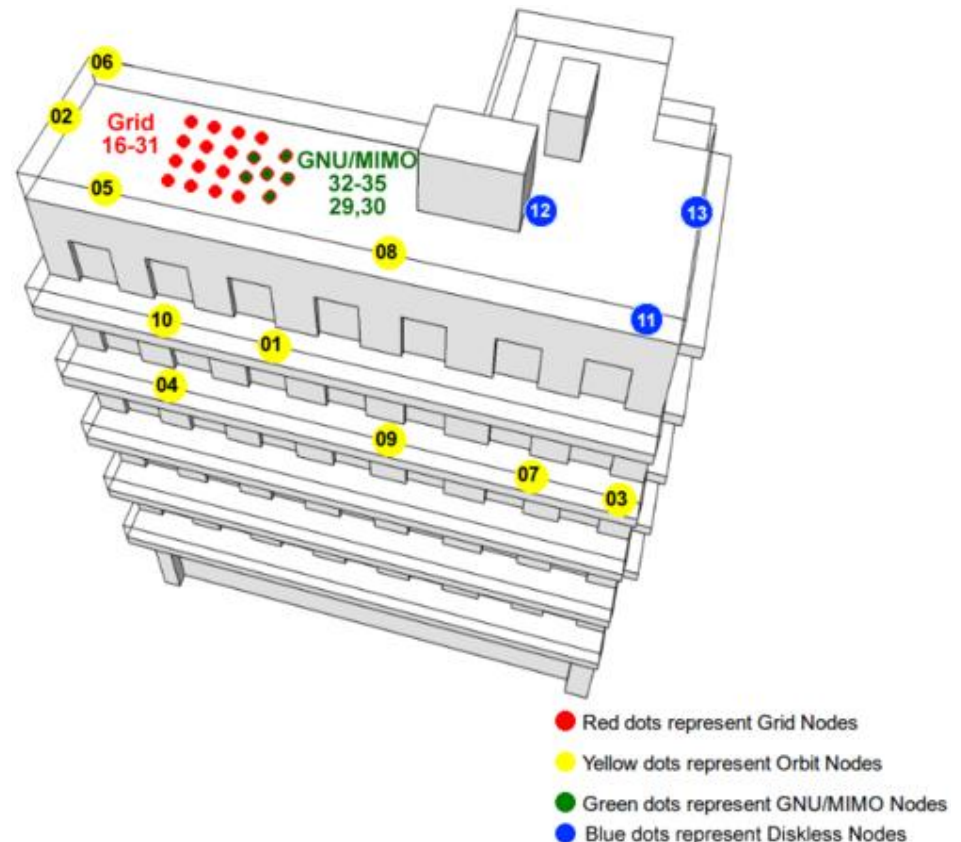 06
02
Grid
16-31
GNU/MIMO
32-35
29,30
05
12
13
08
11
10
01
04
09
07
03
Red dots represent Grid Nodes
Yellow dots represent Orbit Nodes
Green dots represent GNU/MIMO Nodes
Blue dots represent Diskless Nodes